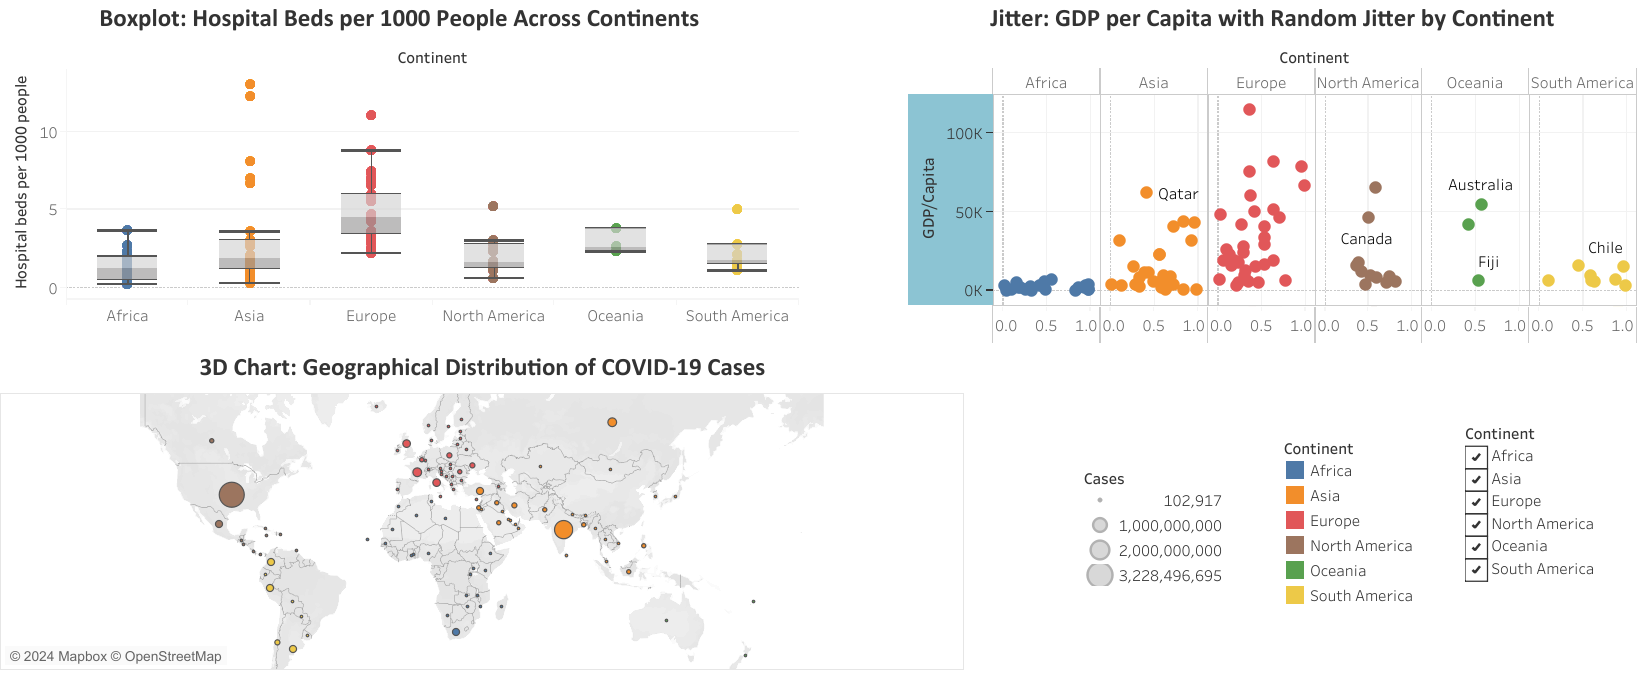 Boxplot: Hospital Beds per 1000 People Across Continents
Continent
Hospital beds per 1000 people
10
5
0
Africa Asia Europe North America Oceania South America
Jitter: GDP per Capita with Random Jitter by Continent
Continent
Africa Asia Europe North America Oceania South America
GDP/Capita
100K
50K
0K
Qatar
Canada
Australia
Fiji
Chile
0.0 0.5 1.0 0.0 0.5 1.0 0.0 0.5 1.0 0.0 0.5 1.0 0.0 0.5 1.0 0.0 0.5 1.0
3D Chart: Geographical Distribution of COVID-19 Cases
© 2024 Mapbox © OpenStreetMap
Cases
102,917
1,000,000,000
2,000,000,000
3,228,496,695
Continent
Africa
Asia
Europe
North America
Oceania
South America
Continent
Africa
Asia
Europe
North America
Oceania
South America